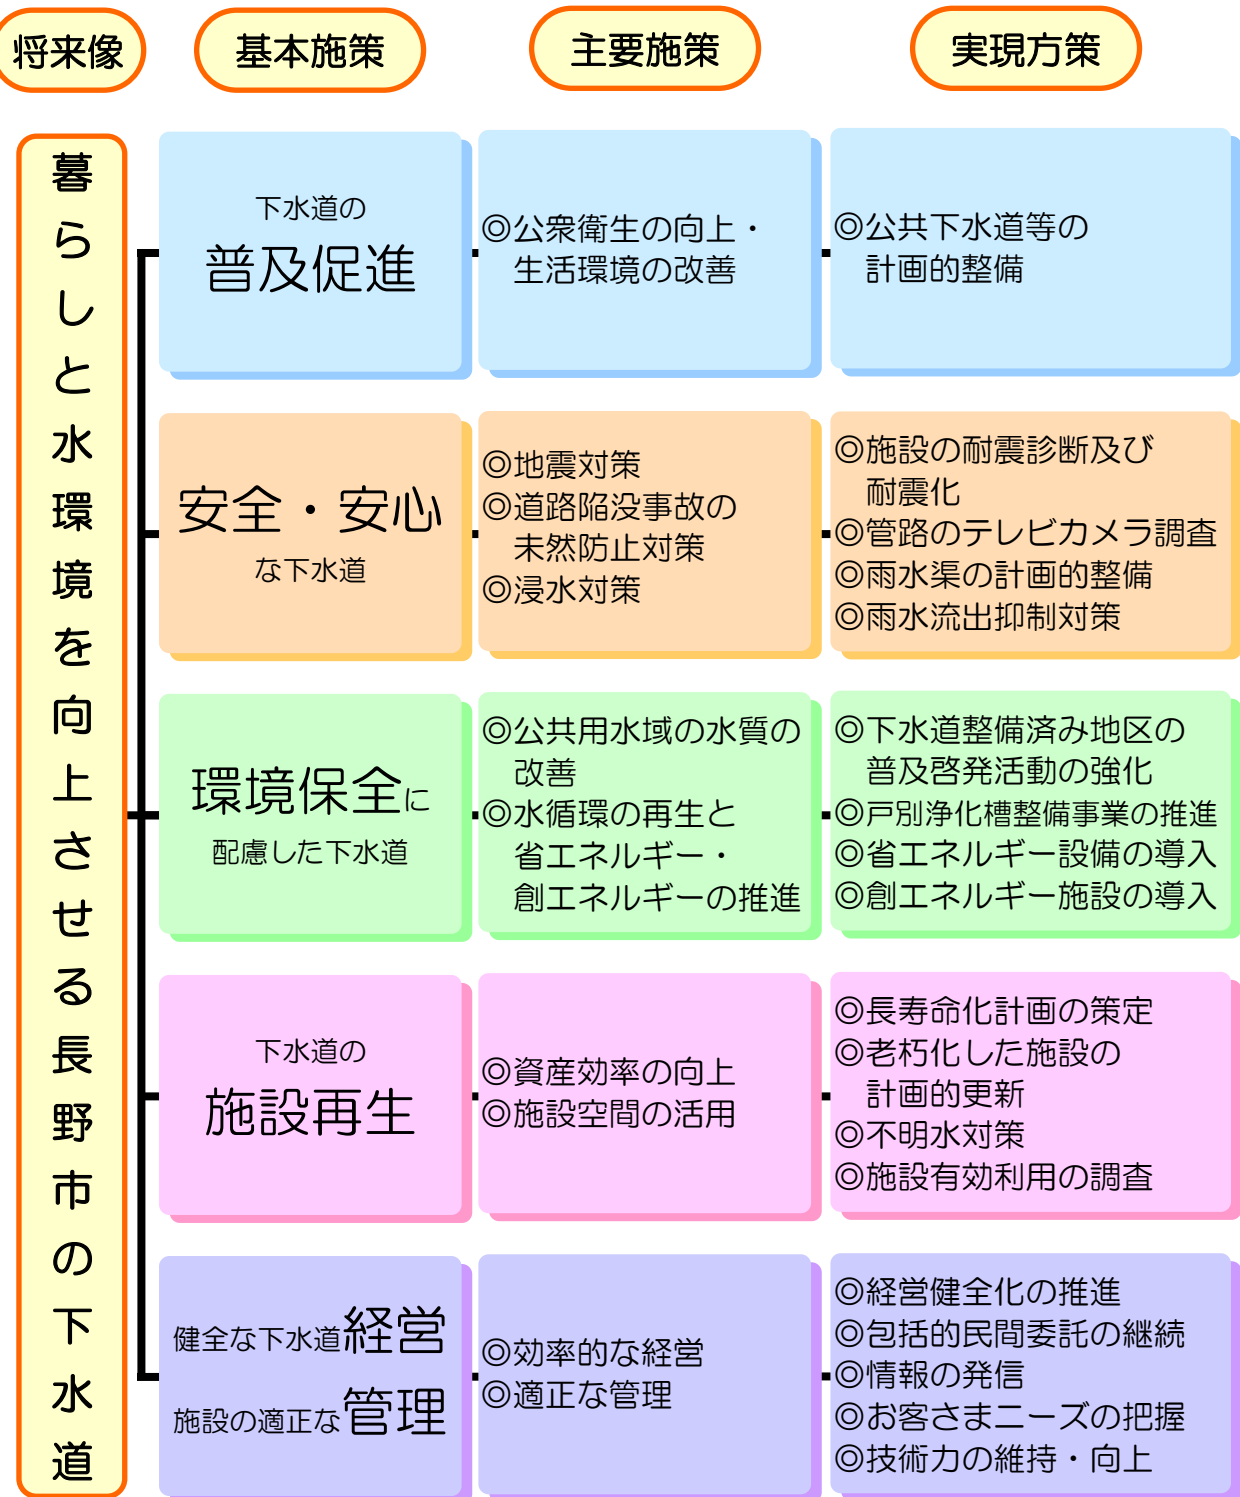 将来像
基本施策
主要施策
実現方策
暮らしと水環境を向上させる長野市の下水道
下水道の
普及促進
◎公衆衛生の向上・
生活環境の改善
◎公共下水道等の
計画的整備
安全・安心
な下水道
◎地震対策
◎道路陥没事故の
未然防止対策
◎浸水対策
◎施設の耐震診断及び
耐震化
◎管路のテレビカメラ調査
◎雨水渠の計画的整備
◎雨水流出抑制対策
環境保全に
配慮した下水道
◎公共用水域の水質の
改善
◎水循環の再生と
省エネルギー・
創エネルギーの推進
◎下水道整備済み地区の
普及啓発活動の強化
◎戸別浄化槽整備事業の推進
◎省エネルギー設備の導入
◎創エネルギー施設の導入
下水道の
施設再生
◎資産効率の向上
◎施設空間の活用
◎長寿命化計画の策定
◎老朽化した施設の
計画的更新
◎不明水対策
◎施設有効利用の調査
健全な下水道経営
施設の適正な管理
◎効率的な経営
◎適正な管理
◎経営健全化の推進
◎包括的民間委託の継続
◎情報の発信
◎お客さまニーズの把握
◎技術力の維持・向上